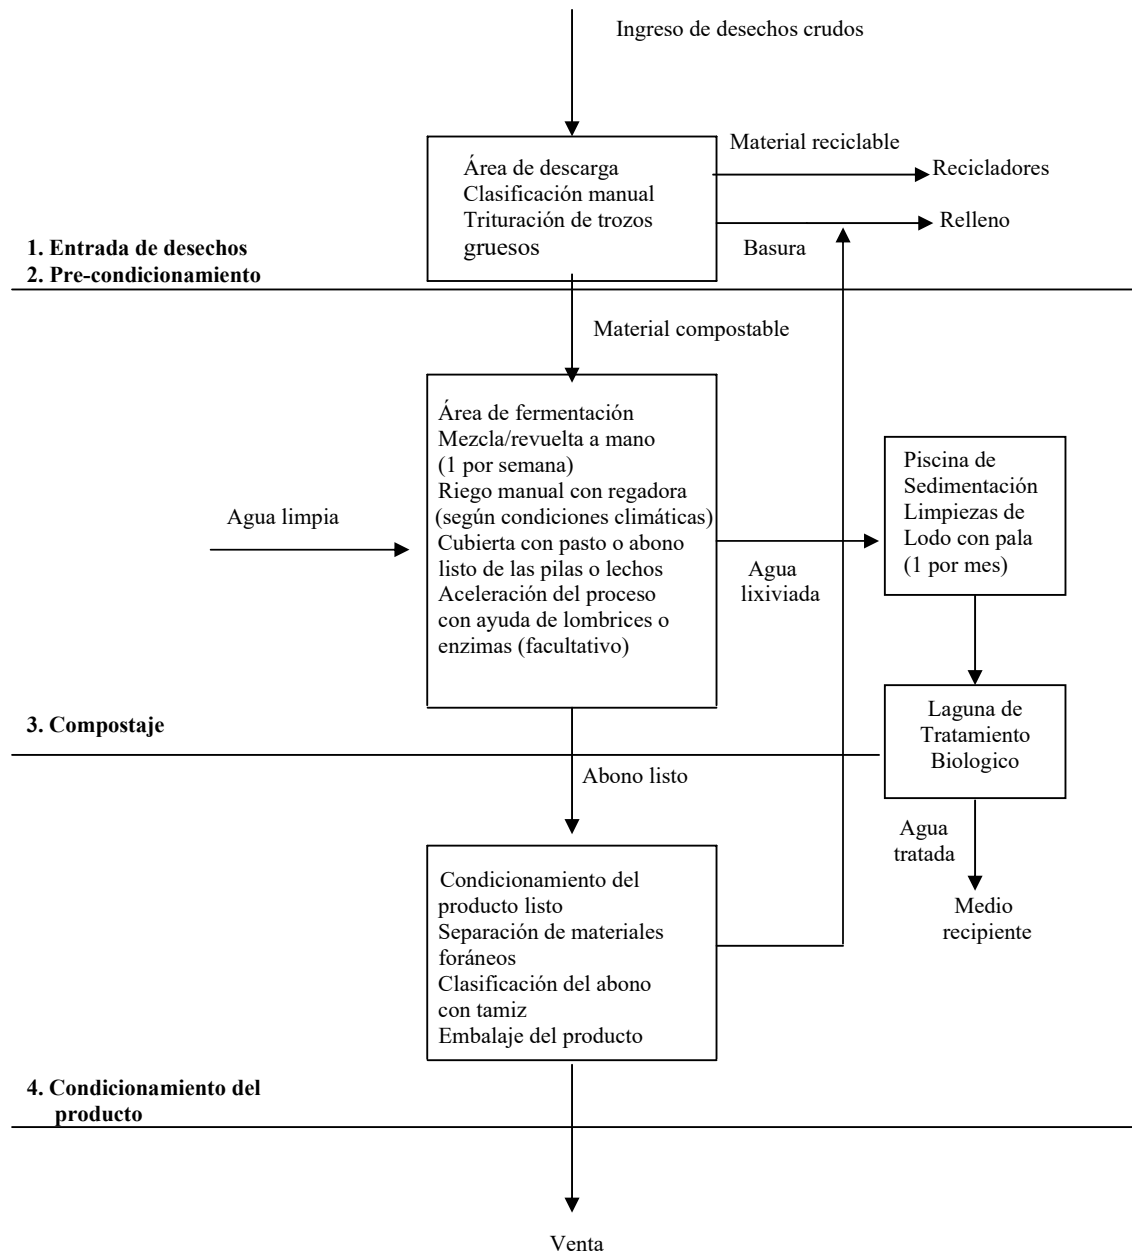 Ingreso de desechos crudos
Material reciclable
Área de descarga
Clasificación manual
Trituración de trozos
gruesos
Recicladores
Relleno
Basura
1. Entrada de desechos
2. Pre-condicionamiento
Material compostable
Área de fermentación
Mezcla/revuelta a mano
(1 por semana)
Riego manual con regadora
(según condiciones climáticas)
Cubierta con pasto o abono
listo de las pilas o lechos
Aceleración del proceso
con ayuda de lombrices o
enzimas (facultativo)
Agua limpia
Agua
lixiviada
Piscina de
Sedimentación
Limpiezas de
Lodo con pala
(1 por mes)
3. Compostaje
Laguna de
Tratamiento
Biologico
Abono listo
Agua
tratada
Medio
recipiente
Condicionamiento del
producto listo
Separación de materiales
foráneos
Clasificación del abono
con tamiz
Embalaje del producto
4. Condicionamiento del
producto
Venta